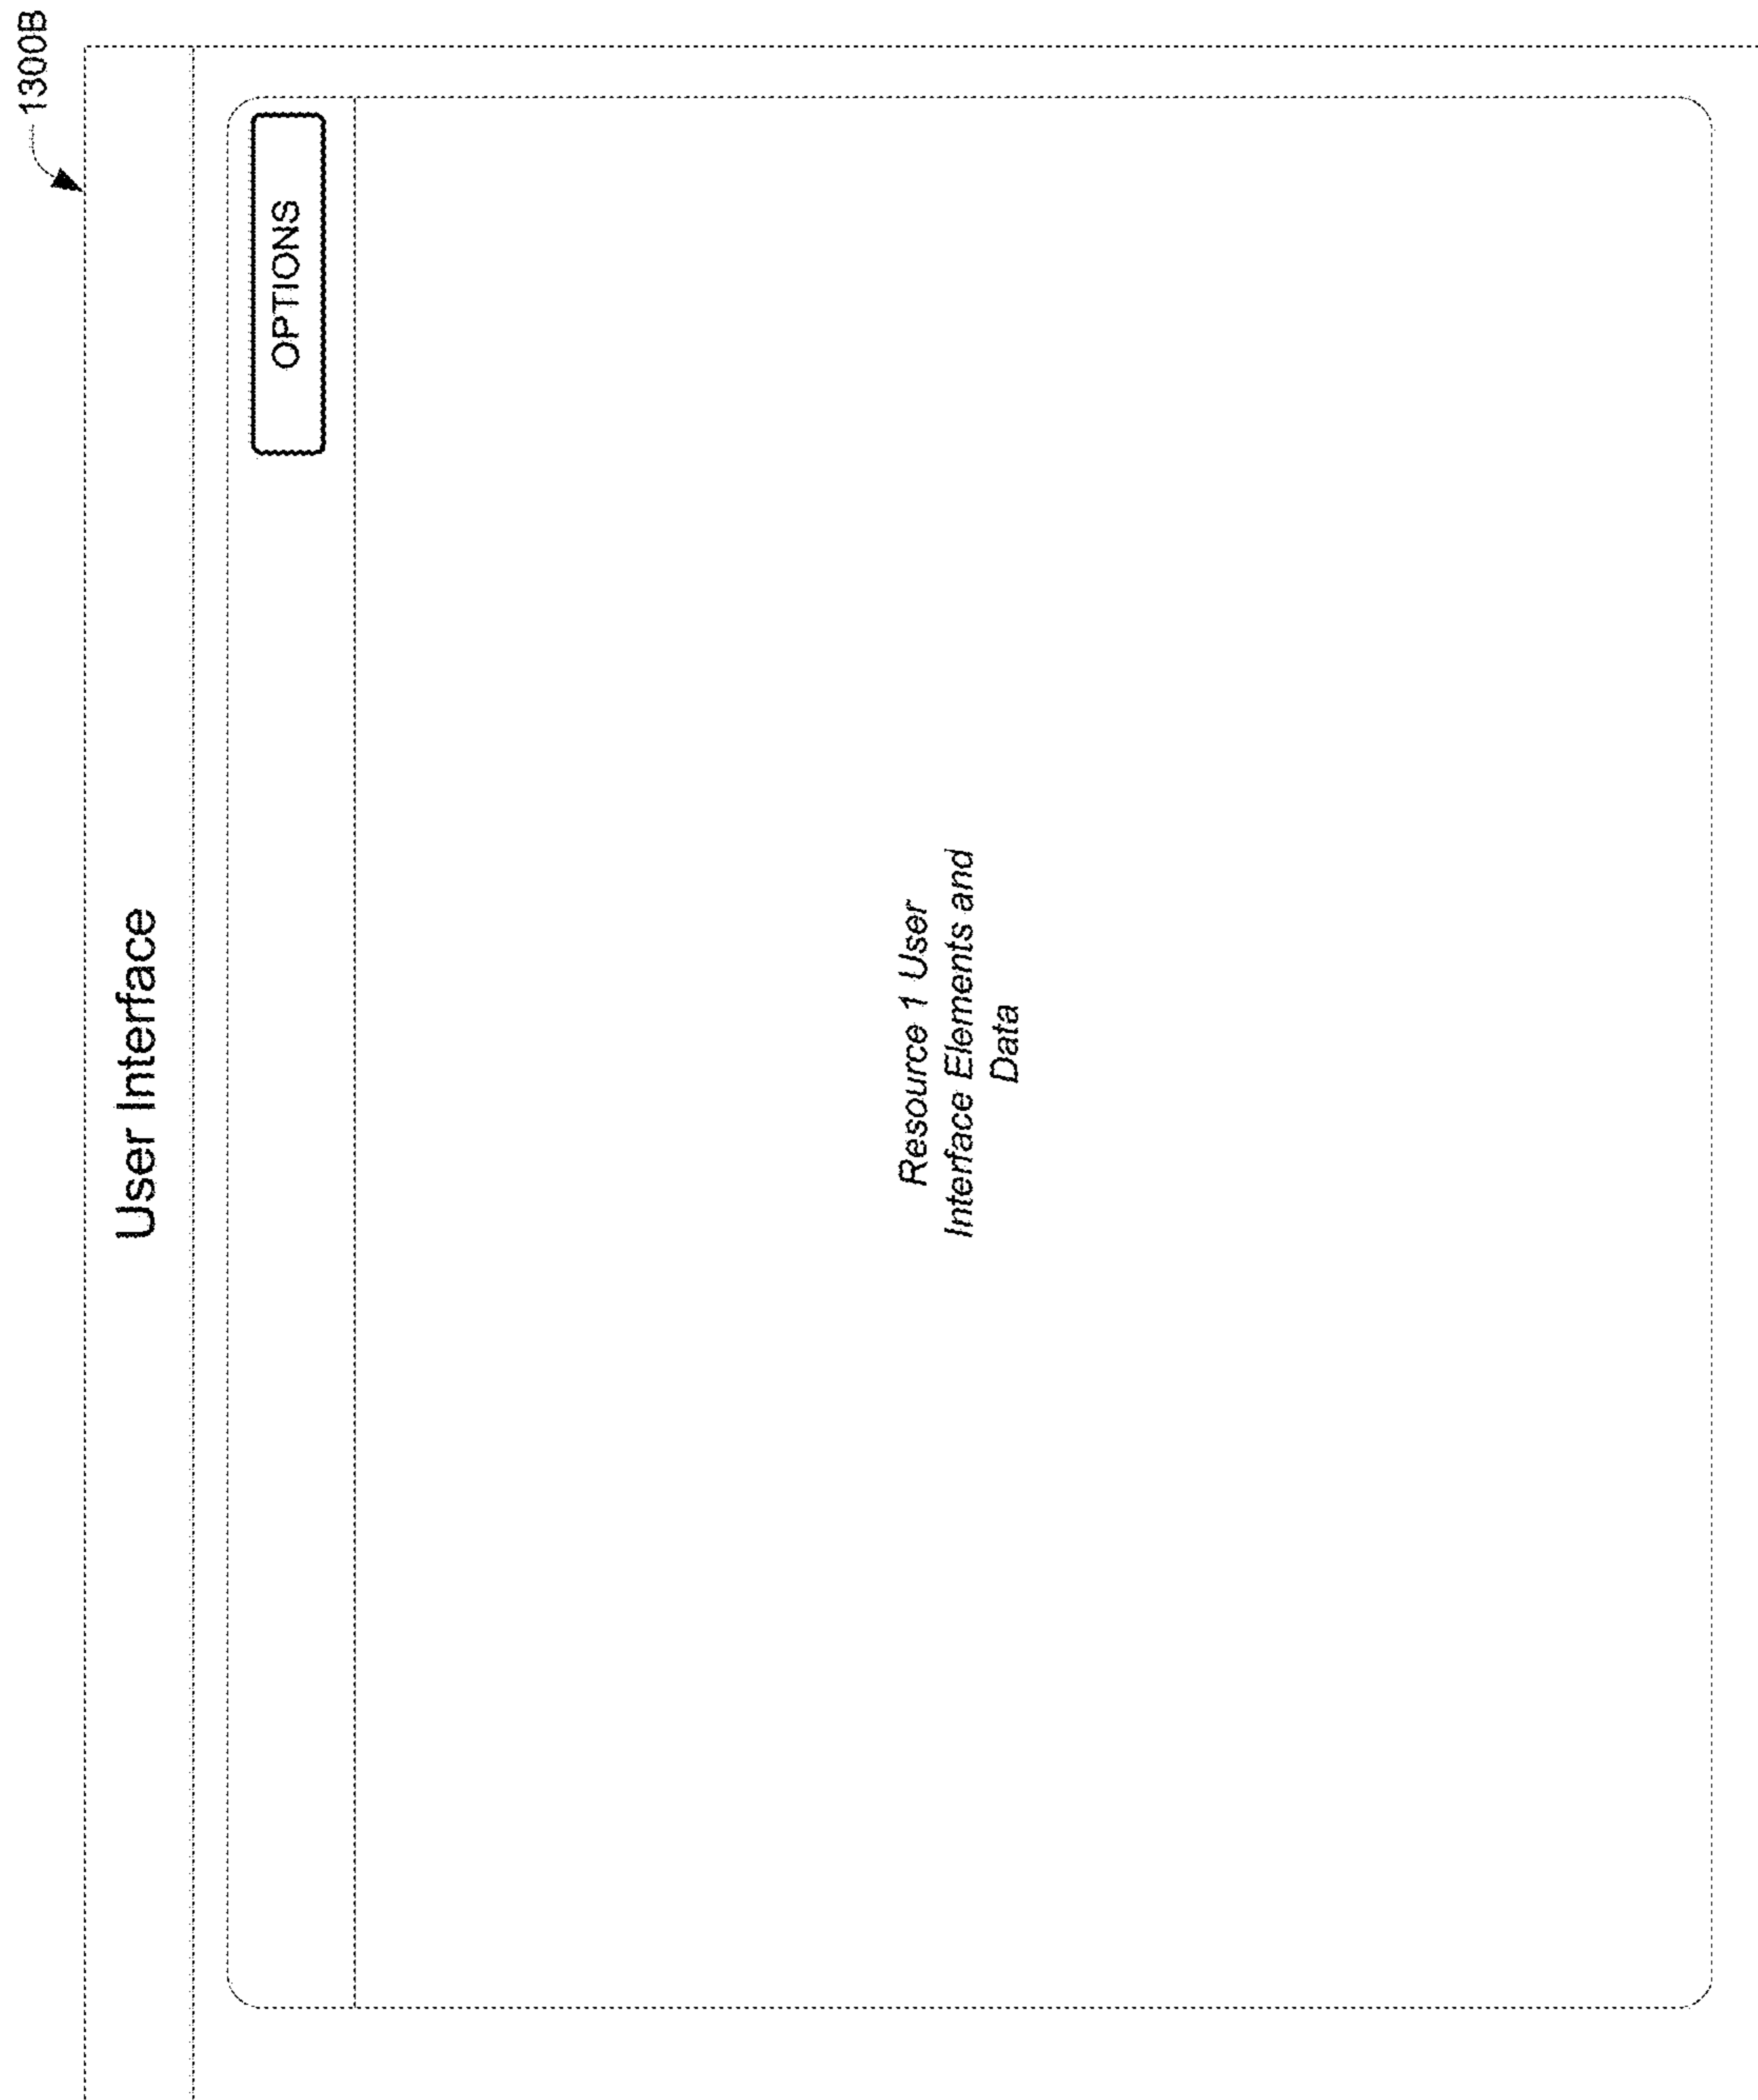 1300B
User Interface
OPTIONS
Resource 1 User
Interface Elements and
Data